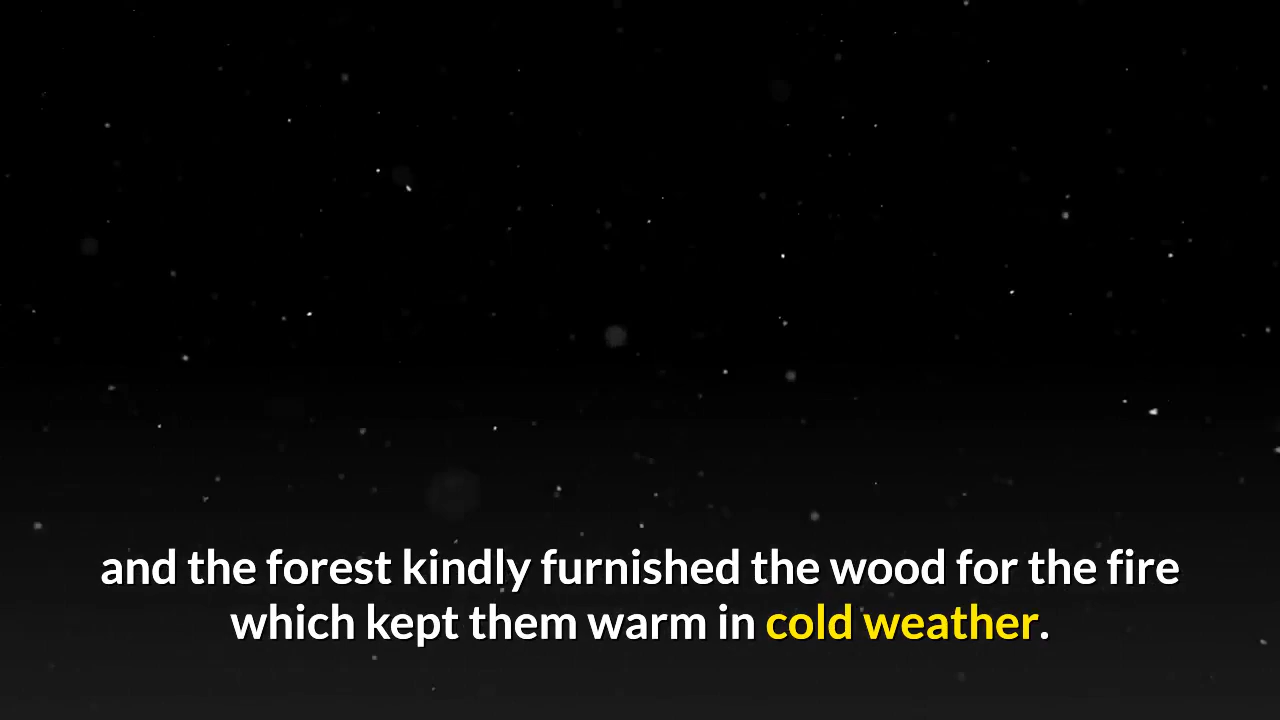 and the forest kindly furnished the wood for the fire
which kept them warm in cold weather.